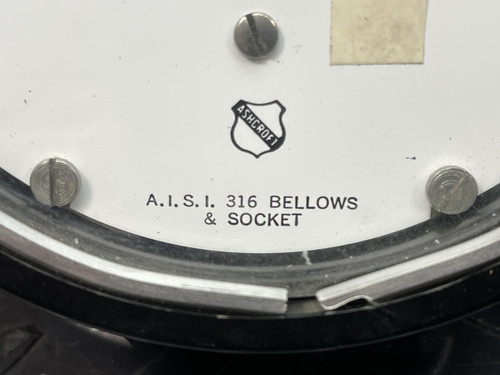 ASHCROFT
A.I.S.I. 316 BELLOWS
& SOCKET